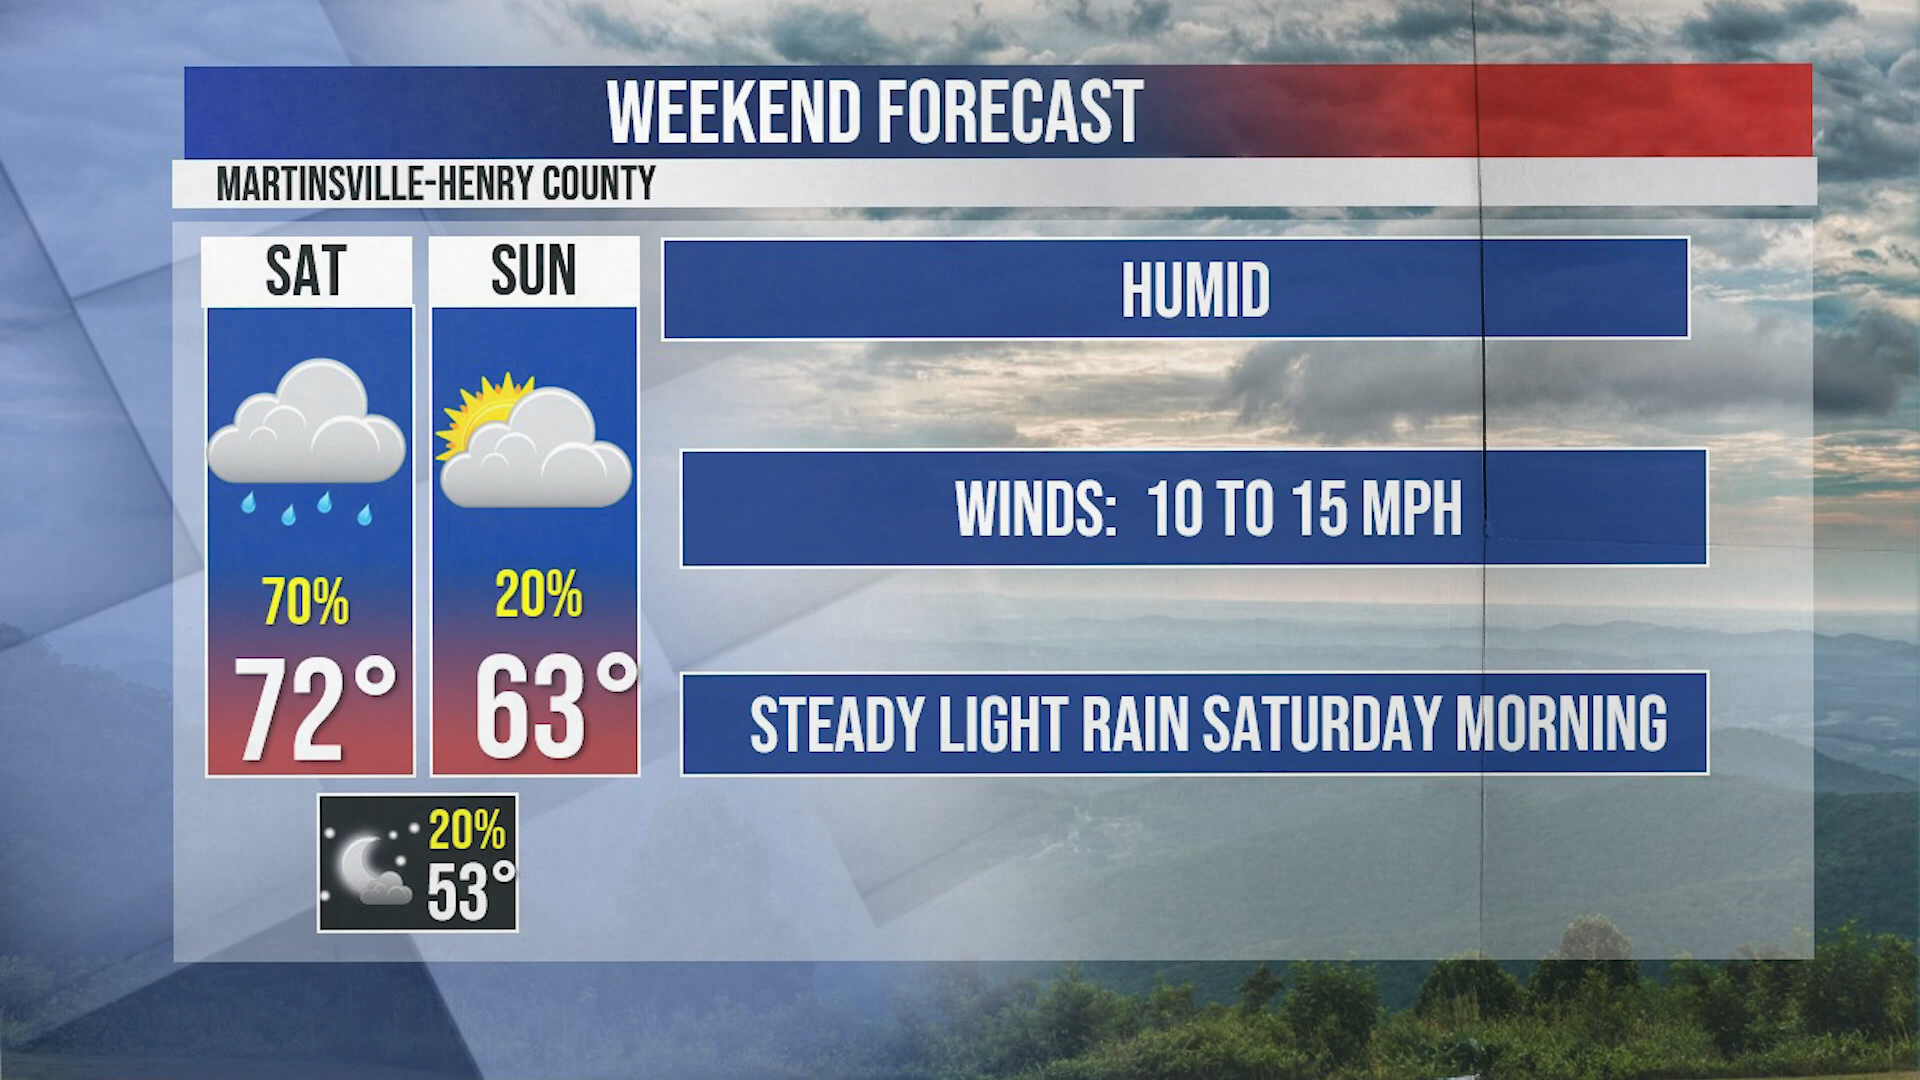 WEEKEND FORECAST
MARTINSVILLE-HENRY COUNTY
SAT
70%
72°
SUN
20%
63°
20%
53°
HUMID
WINDS: 10 TO 15 MPH
STEADY LIGHT RAIN SATURDAY MORNING